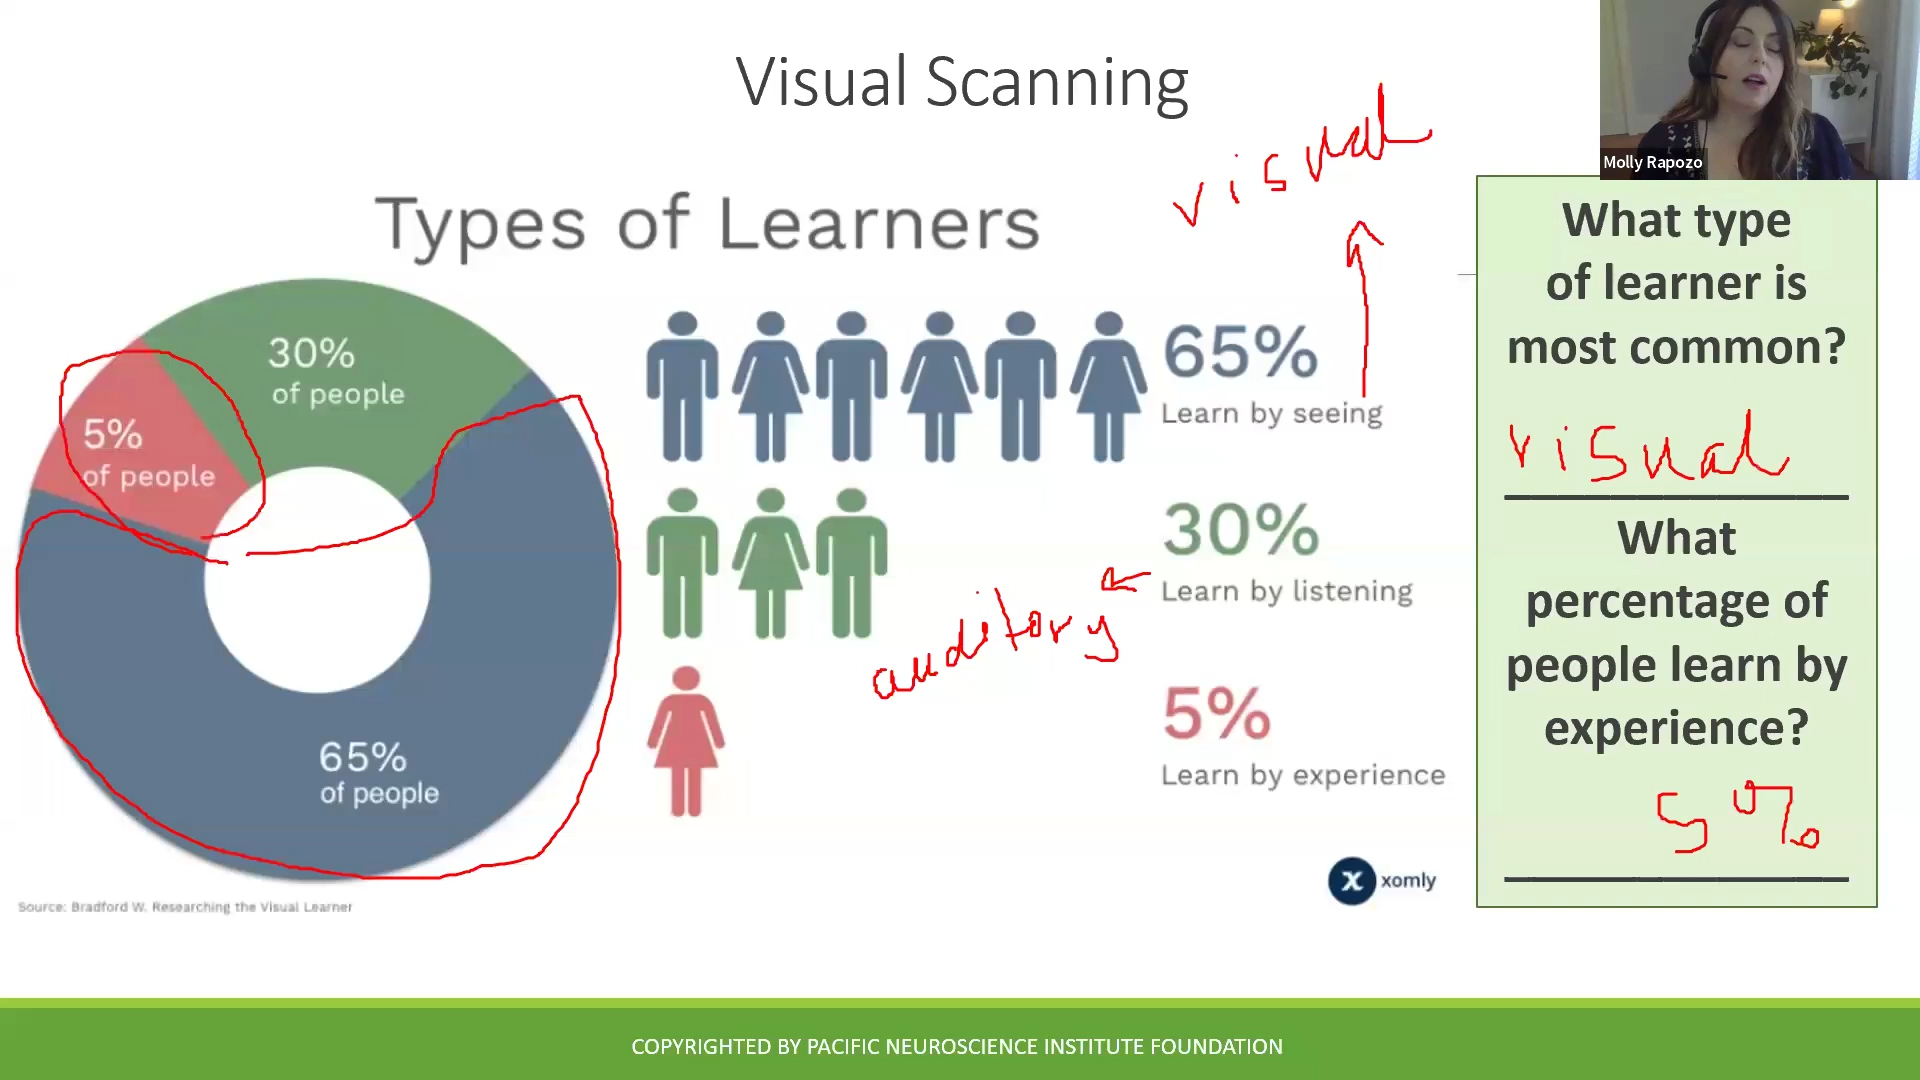 Visual Scanning
visual
Molly Rapozo
Types of Learners
30%
of people
5%
of people
65%
of people
65%
Learn by seeing
30%
Learn by listening
auditory
5%
Learn by experience
x xomly
Source: Bradford W. Researching the Visual Learner
What type
of learner is
most common?
visual
What
percentage of
people learn by
experience?
5%
COPYRIGHTED BY PACIFIC NEUROSCIENCE INSTITUTE FOUNDATION